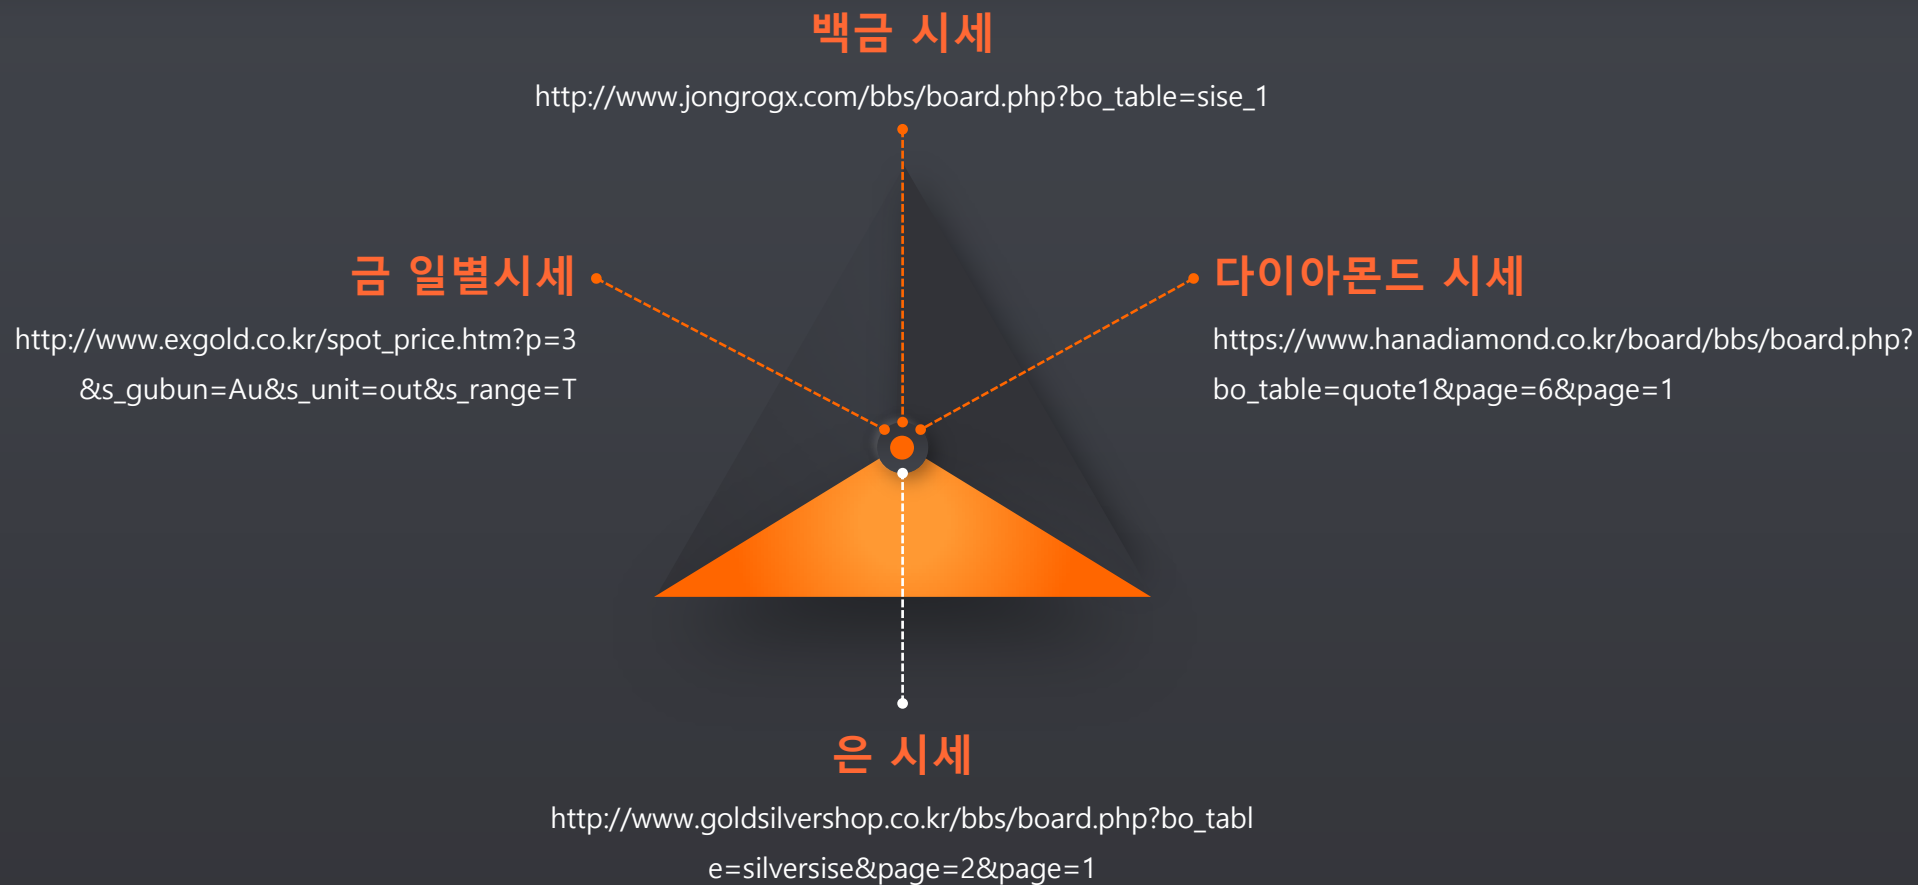 백금 시세
http://www.jongrogx.com/bbs/board.php?bo_table=sise_1
금 일별시세
http://www.exgold.co.kr/spot_price.htm?p=3
&s_gubun=Au&s_unit=out&s_range=T
다이아몬드 시세
https://www.hanadiamond.co.kr/board/bbs/board.php?
bo_table=quote1&page=6&page=1
은 시세
http://www.goldsilvershop.co.kr/bbs/board.php?bo_tabl
e=silversise&page=2&page=1